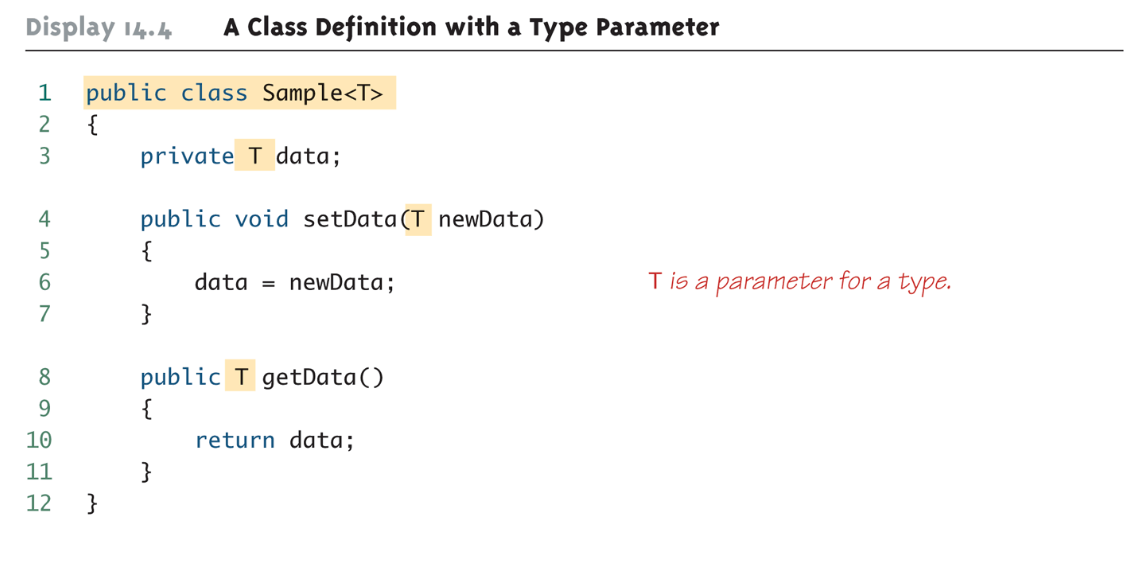 Display 14.4 A Class Definition with a Type Parameter
1 public class Sample<T>
2 {
3 private T data;
4 public void setData(T newData)
5 {
6 data = newData; T is a parameter for a type.
7 }
8 public T getData()
9 {
10 return data;
11 }
12 }